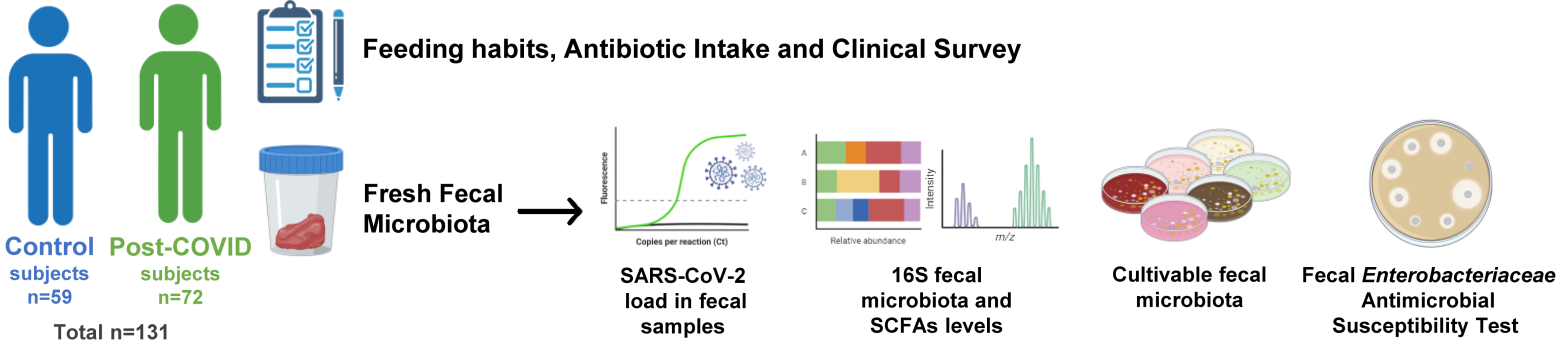 Feeding habits, Antibiotic Intake and Clinical Survey
Control
subjects
n=59
Post-COVID
subjects
n=72
Total n=131
Fresh Fecal
Microbiota
Fluorescence
Copies per reaction (Ct)
SARS-CoV-2
load in fecal
samples
A
B
C
Relative abundance
Intensity
m/z
16S fecal
microbiota and
SCFAs levels
Cultivable fecal
microbiota
Fecal Enterobacteriaceae
Antimicrobial
Susceptibility Test